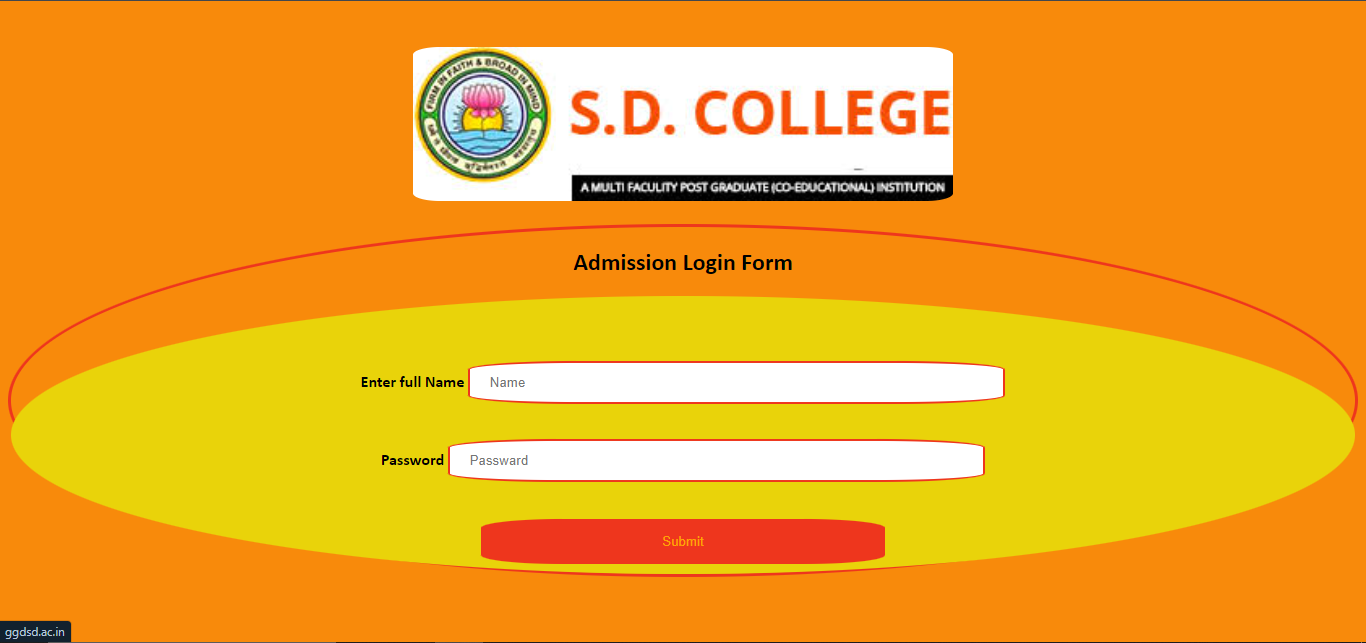 FIRM IN FAITH & BROAD IN MIND
S.D. COLLEGE
A MULTI FACULITY POST GRADUATE (CO-EDUCATIONAL) INSTITUTION
Admission Login Form
Enter full Name Name
Password Passward
Submit
ggdsd.ac.in